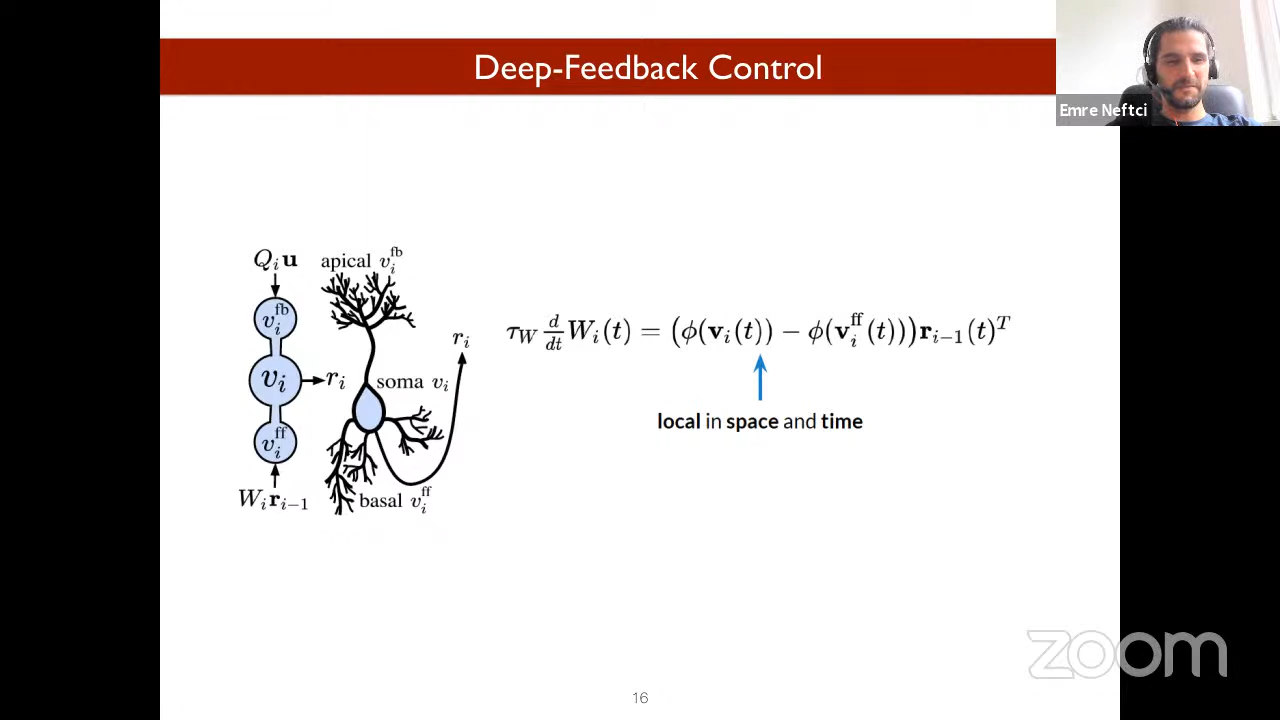 Deep-Feedback Control
Emre Neftci
Q_i u
apical v_i^fb
v_i^fb
v_i
r_i
v_i^ff
W_i r_{i−1}
soma v_i
r_i
basal v_i^ff
τ_W d/dt W_i(t) = (ϕ(v_i(t)) − ϕ(v_i^ff(t))) r_{i−1}(t)^T
local in space and time
zoom
16